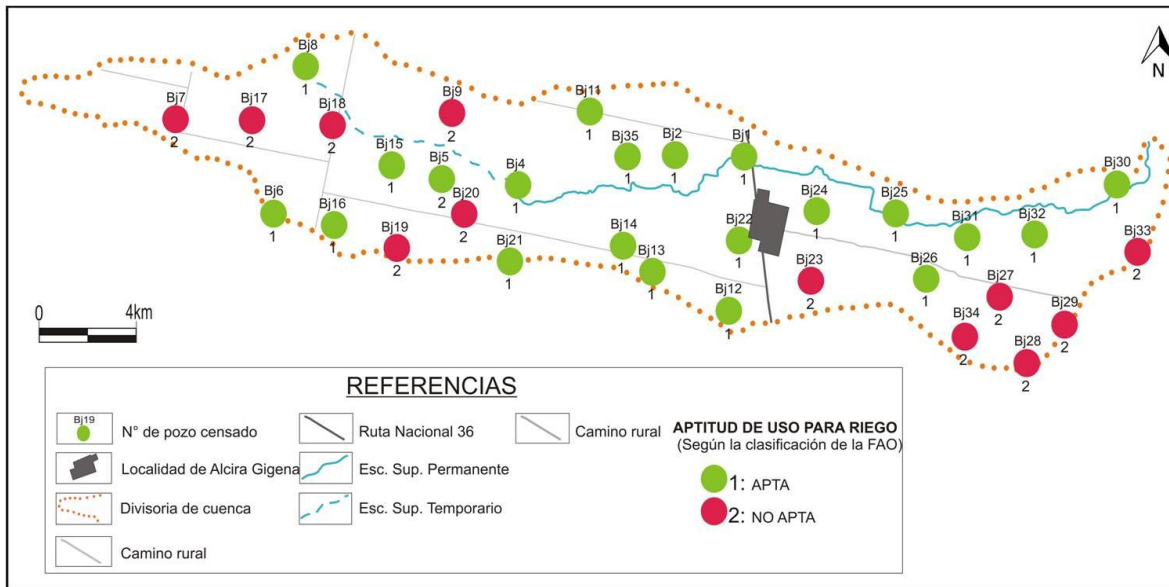 Bj8
1
N
Bj7
2
Bj17
2
Bj18
2
Bj9
2
Bj11
1
Bj15
1
Bj5
2
Bj4
1
Bj35
1
Bj2
1
Bj1
1
Bj30
1
Bj6
1
Bj16
1
Bj19
2
Bj20
2
Bj21
1
Bj14
1
Bj13
1
Bj22
1
Bj12
1
Bj24
1
Bj23
2
Bj25
1
Bj31
1
Bj32
1
Bj33
2
Bj26
1
Bj27
2
Bj34
2
Bj28
2
Bj29
2
0 4km
REFERENCIAS
Bj19
N° de pozo censado
Localidad de Alcira Gigena
Divisoria de cuenca
Camino rural
Ruta Nacional 36
Esc. Sup. Permanente
Esc. Sup. Temporario
Camino rural
APTITUD DE USO PARA RIEGO
(Según la clasificación de la FAO)
1: APTA
2: NO APTA